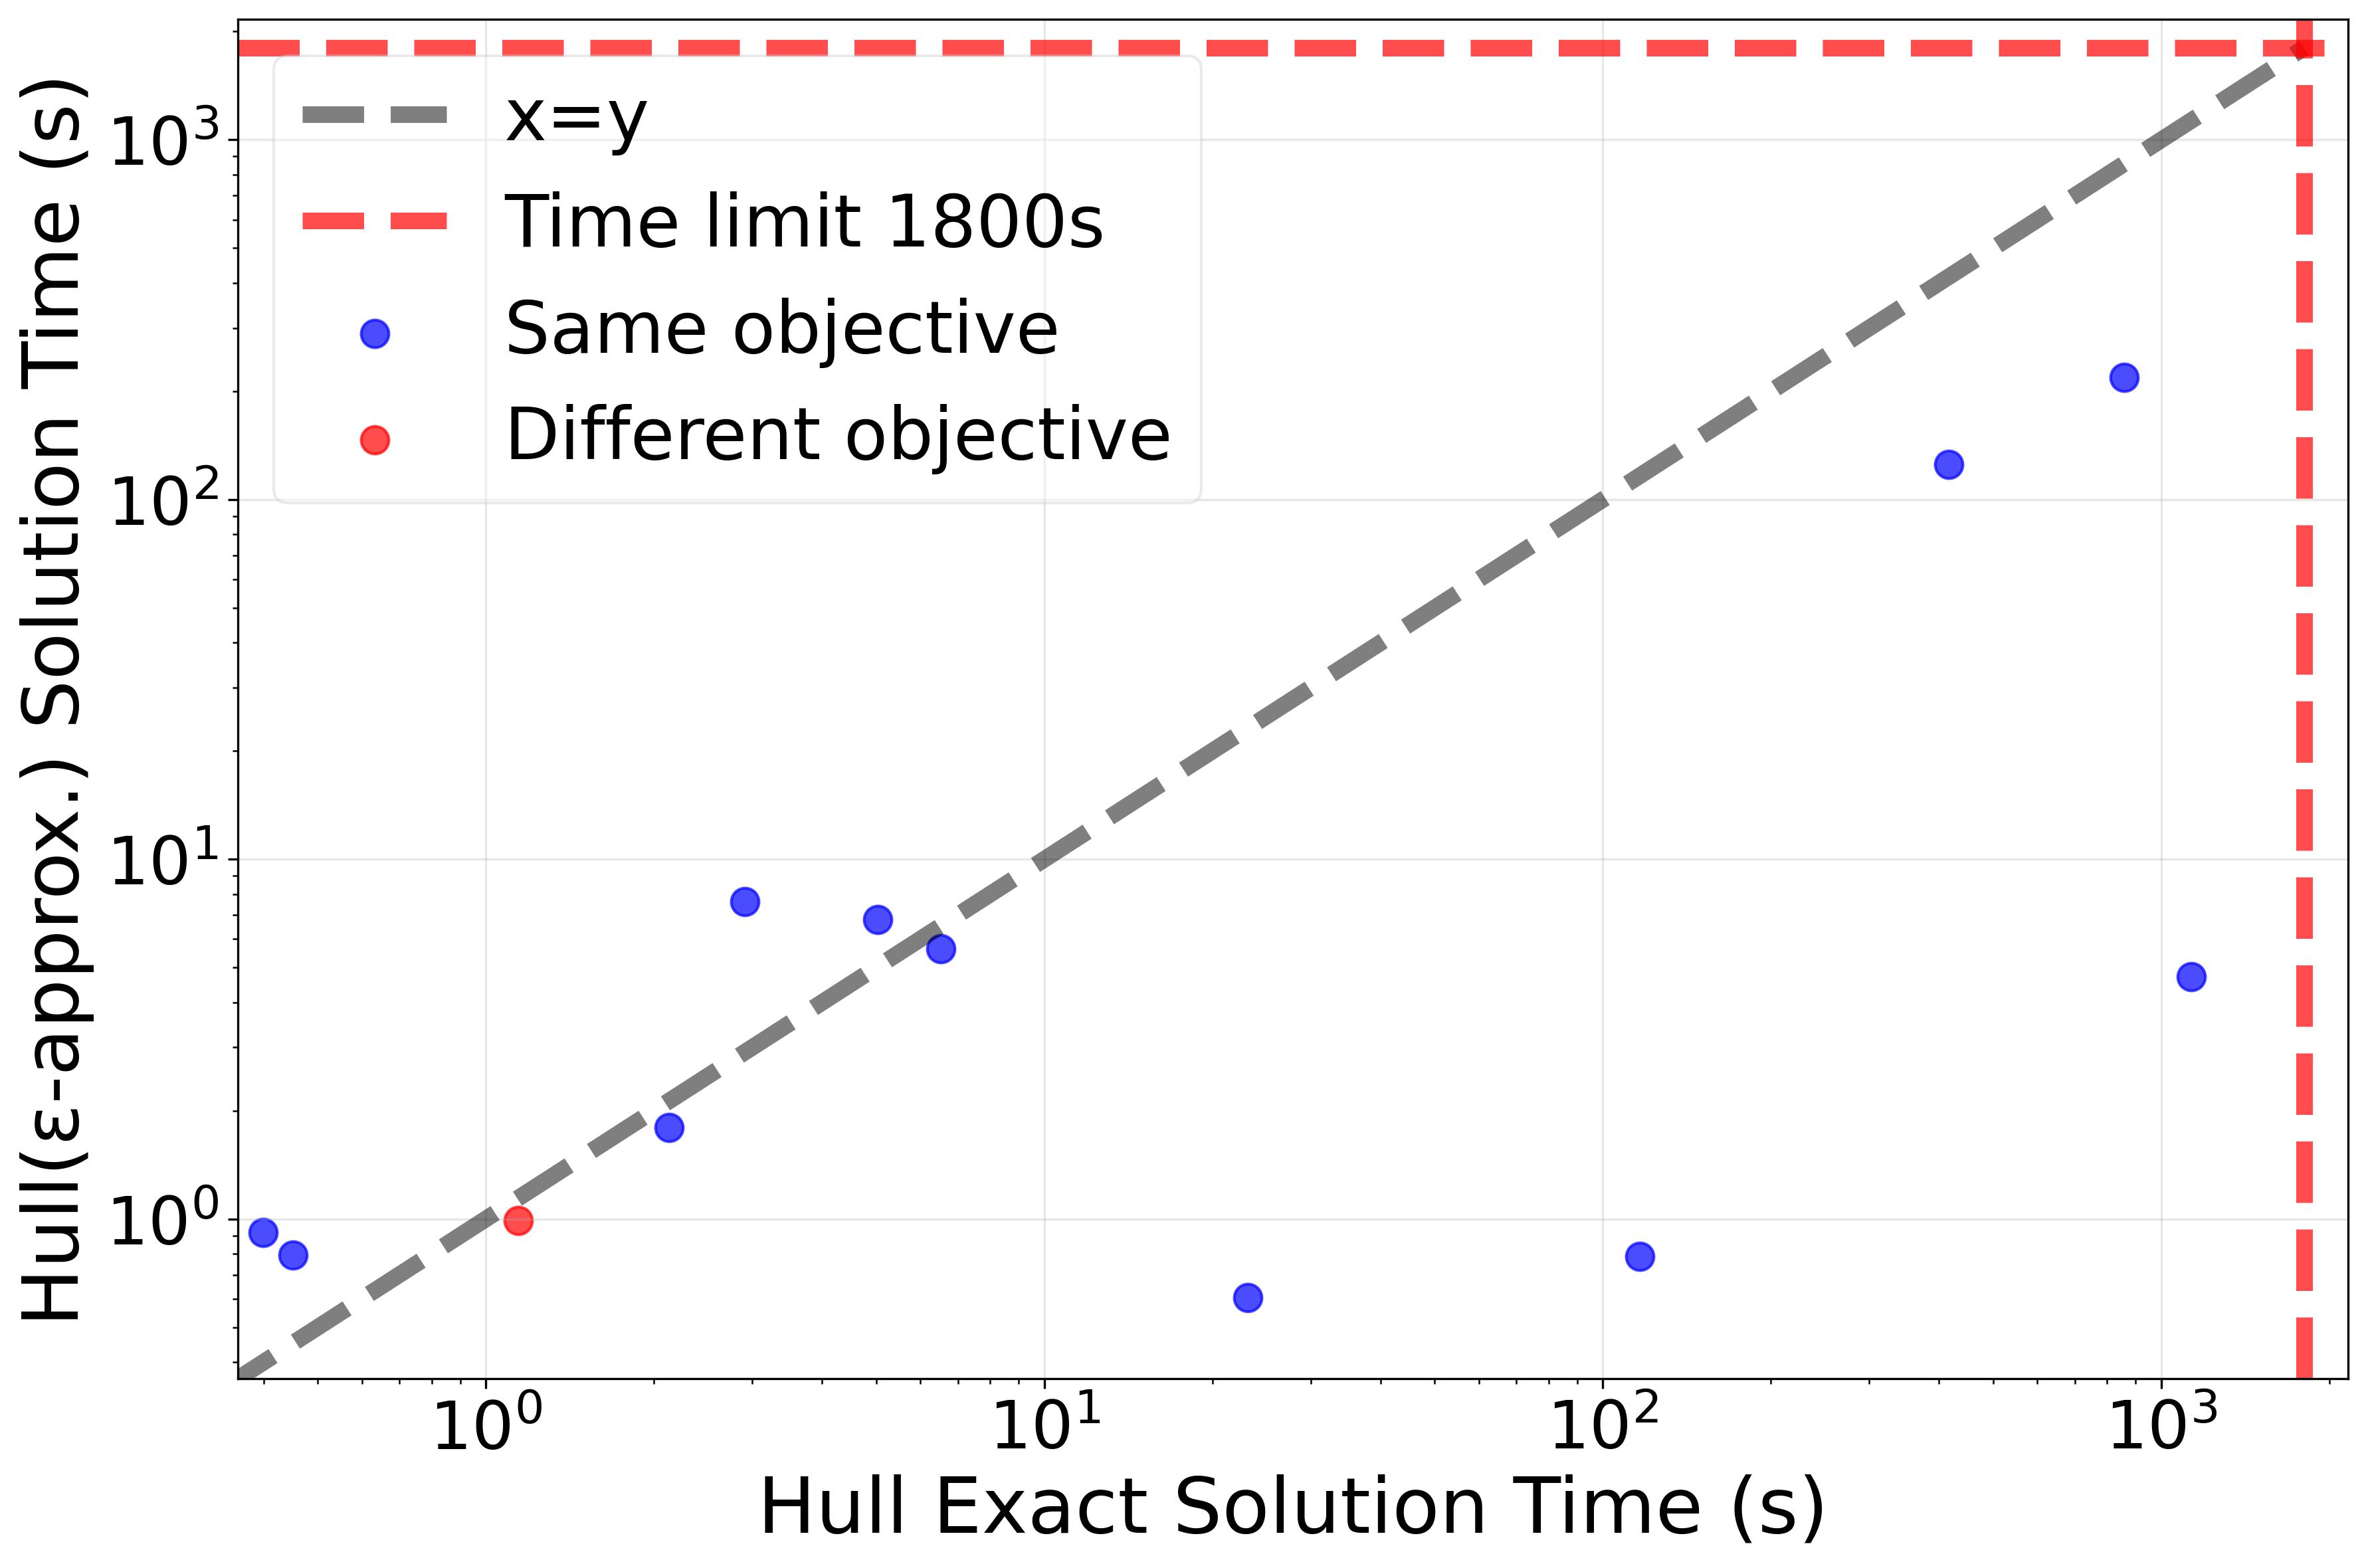 Hull(ε-approx.) Solution Time (s)
10³
10²
10¹
10⁰
x=y
Time limit 1800s
Same objective
Different objective
10⁰ 10¹ 10² 10³
Hull Exact Solution Time (s)